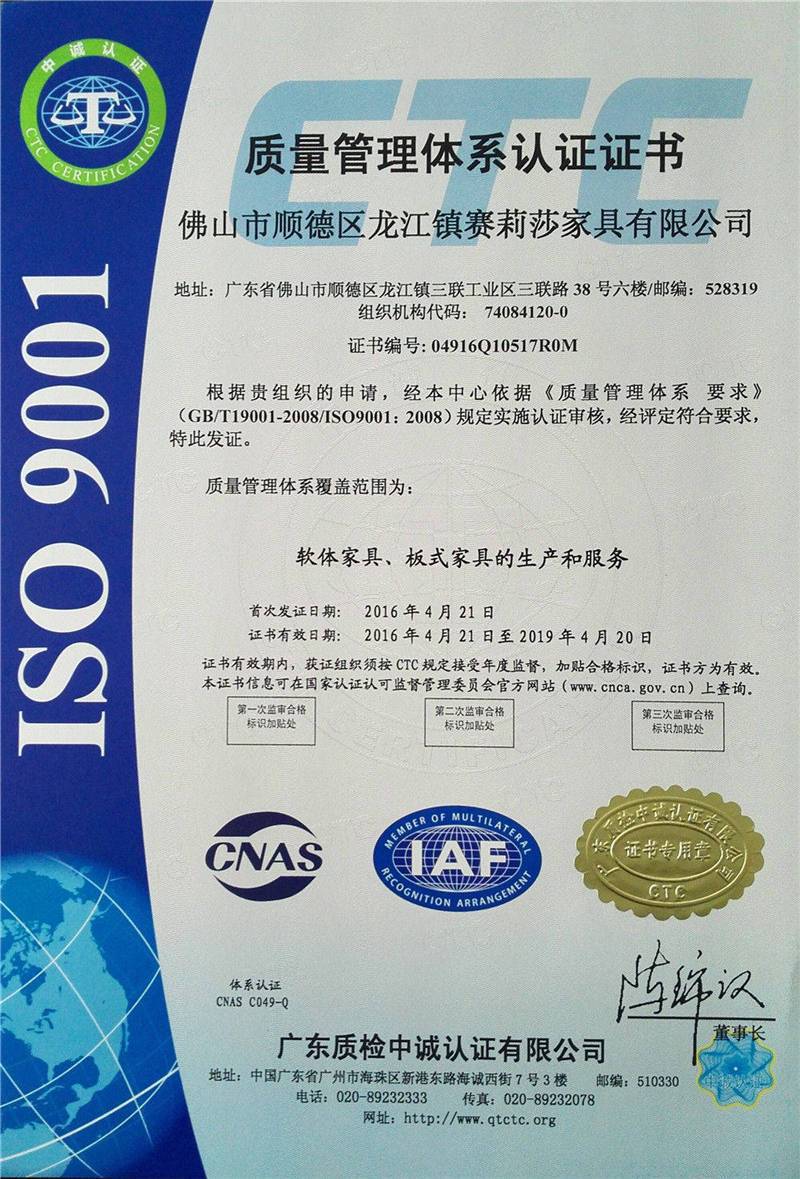 中诚认证
CTC CERTIFICATION
ISO 9001
CTC
质量管理体系认证证书
佛山市顺德区龙江镇赛莉莎家具有限公司
地址：广东省佛山市顺德区龙江镇三联工业区三联路 38 号六楼/邮编：528319
组织机构代码： 74084120-0
证书编号: 04916Q10517R0M
根据贵组织的申请，经本中心依据《质量管理体系 要求》
（GB/T19001-2008/ISO9001：2008）规定实施认证审核，经评定符合要求，
特此发证。
质量管理体系覆盖范围为：
软体家具、板式家具的生产和服务
首次发证日期： 2016 年 4 月 21 日
证书有效日期： 2016 年 4 月 21 日至 2019 年 4 月 20 日
证书有效期内，获证组织须按 CTC 规定接受年度监督，加贴合格标识，证书方为有效。
本证书信息可在国家认证认可监督管理委员会官方网站（www.cnca.gov.cn）上查询。
第一次监审合格
标识加贴处
第二次监审合格
标识加贴处
第三次监审合格
标识加贴处
CNAS
MEMBER OF MULTILATERAL
IAF
RECOGNITION ARRANGEMENT
广东质检中诚认证有限公司
证书专用章
CTC
体系认证
CNAS C049-Q
董事长
广东质检中诚认证有限公司
中诚认证
地址：中国广东省广州市海珠区新港东路海诚西街 7 号 3 楼 邮编：510330
电话：020-89232333 传真：020-89232078
网址：http://www.qtctc.org